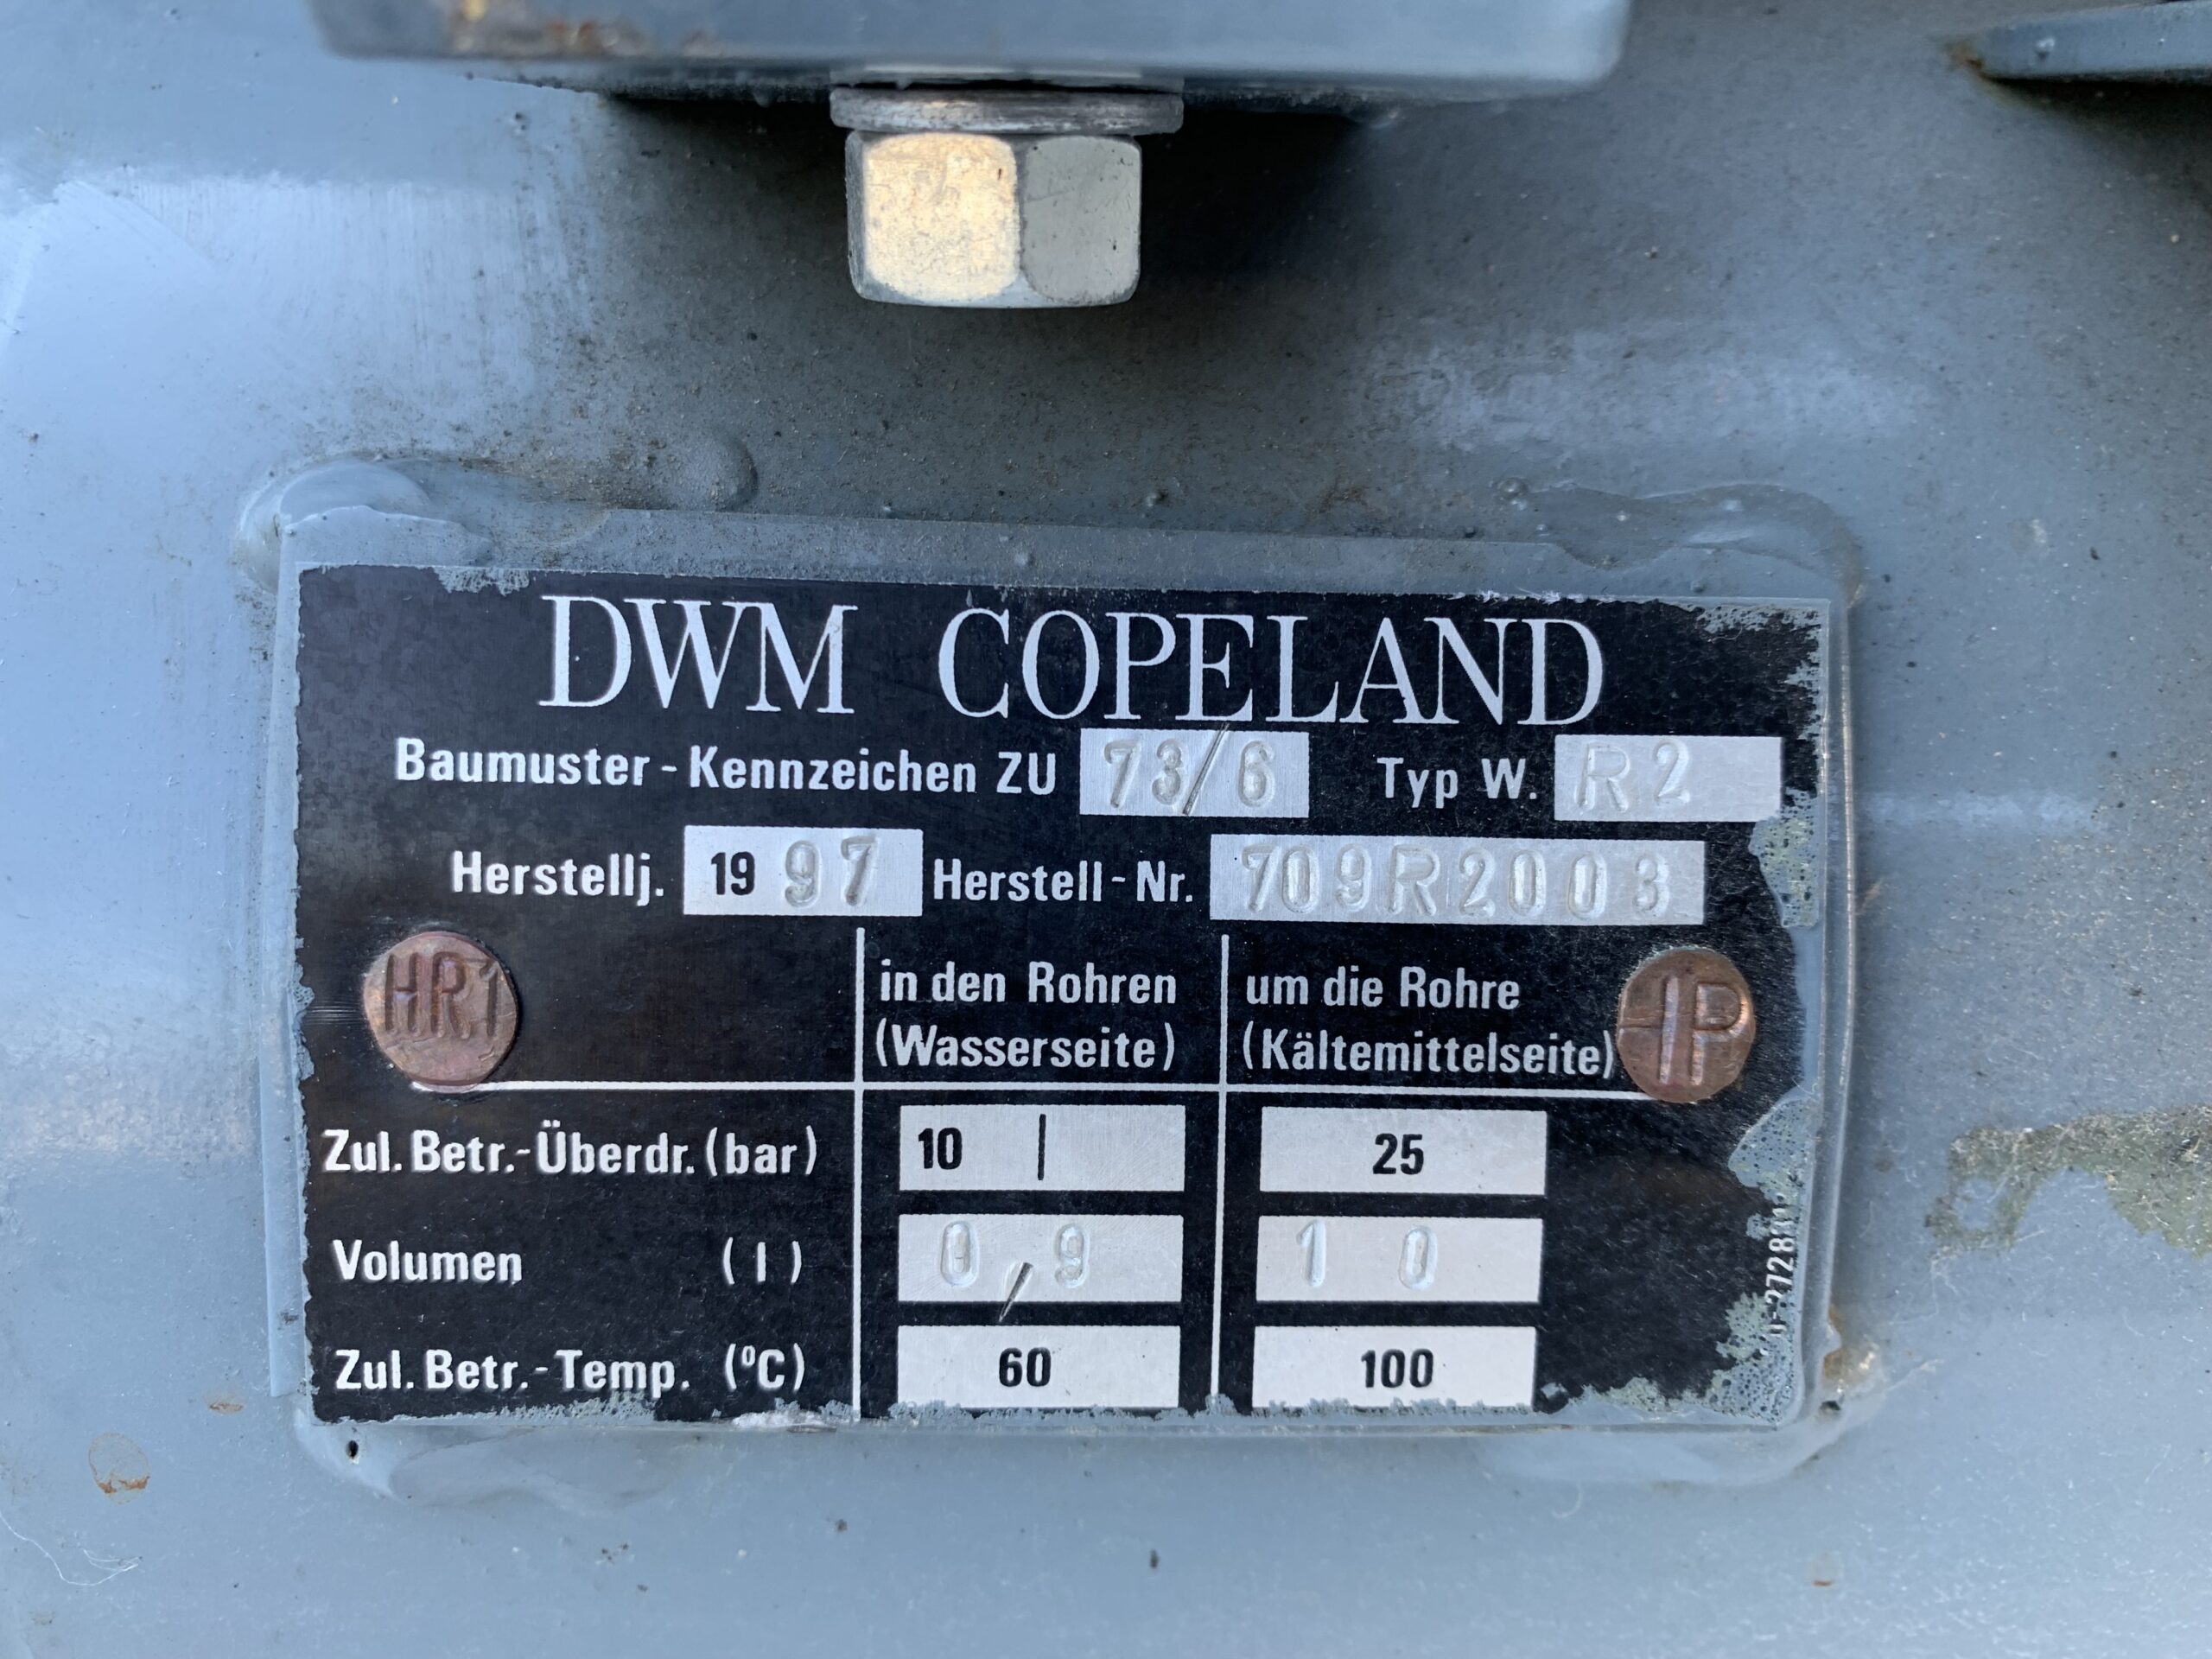 DWM COPELAND
Baumuster-Kennzeichen ZU 73/6 Typ W. R2
Herstellj. 1997 Herstell-Nr. 709R2003
HR1
in den Rohren um die Rohre
(Wasserseite) (Kältemittelseite)
IP
Zul. Betr.-Überdr. (bar) 10 | 25
Volumen (l) 0,9 10
Zul. Betr.-Temp. (°C) 60 100